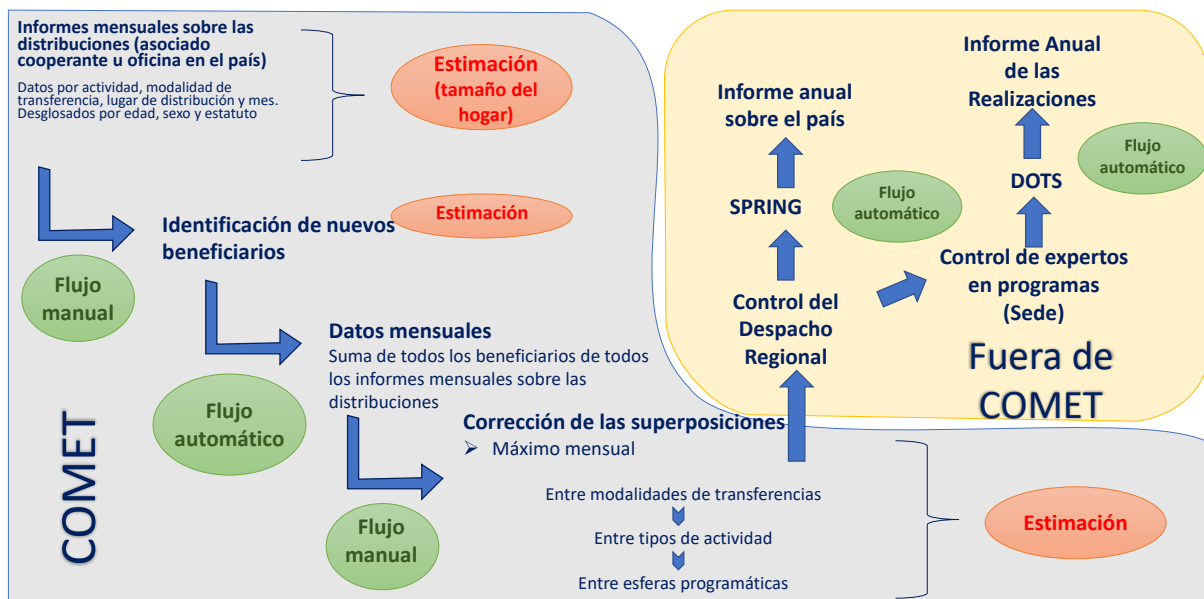 Informes mensuales sobre las
distribuciones (asociado
cooperante u oficina en el país)
Datos por actividad, modalidad de
transferencia, lugar de distribución y mes.
Desglosados por edad, sexo y estatuto
Estimación
(tamaño del
hogar)
Flujo
manual
Identificación de nuevos
beneficiarios
Estimación
Flujo
automático
Datos mensuales
Suma de todos los beneficiarios de todos
los informes mensuales sobre las
distribuciones
Flujo
manual
Corrección de las superposiciones
➢ Máximo mensual
Entre modalidades de transferencias
Entre tipos de actividad
Entre esferas programáticas
Estimación
COMET
Informe anual
sobre el país
SPRING
Control del
Despacho
Regional
Flujo
automático
Informe Anual
de las
Realizaciones
Flujo
automático
DOTS
Control de expertos
en programas
(Sede)
Fuera de
COMET